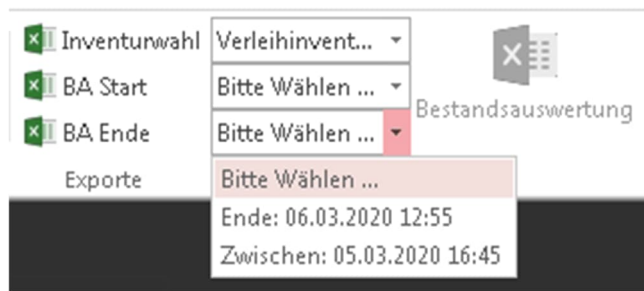 Inventurwahl Verleihinvent...
BA Start Bitte Wählen ...
Bestandsauswertung
BA Ende Bitte Wählen ...
Exporte
Bitte Wählen ...
Ende: 06.03.2020 12:55
Zwischen: 05.03.2020 16:45